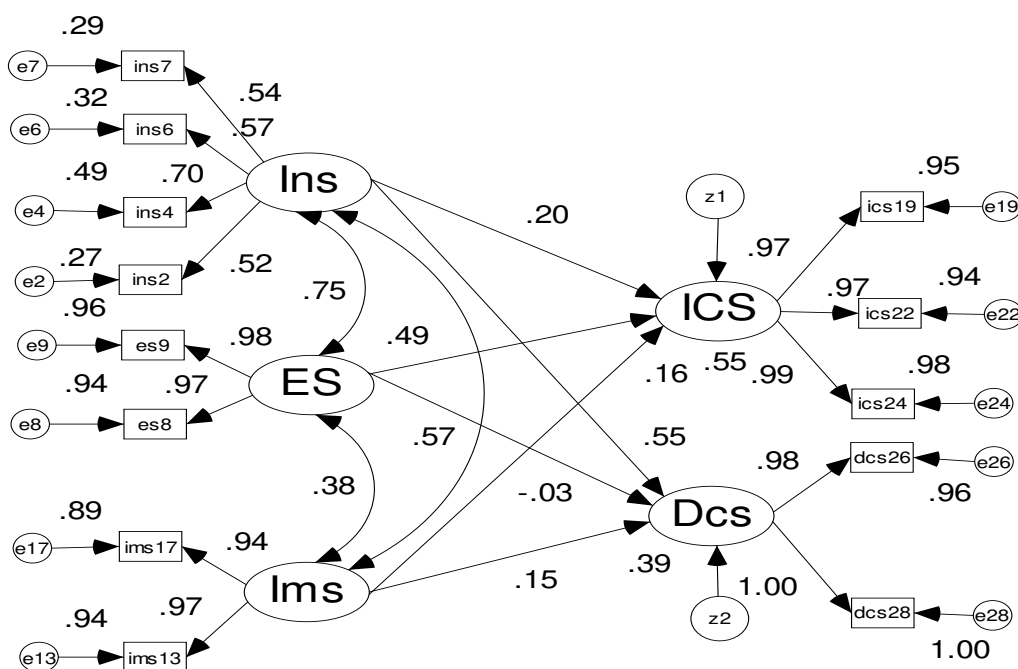 .29
e7
ins7
.54
.32
e6
ins6
.57
.49
e4
ins4
.70
.27
e2
ins2
.52
Ins
.96
e9
es9
.98
.94
e8
es8
.97
ES
.89
e17
ims17
.94
.94
e13
ims13
.97
Ims
.75
.38
.57
.20
.49
.16
.55
-.03
.15
z1
ICS
.55
.97
ics19
.95
e19
.97
ics22
.94
e22
.99
ics24
.98
e24
Dcs
.39
z2
.98
dcs26
e26
.96
1.00
dcs28
e28
1.00